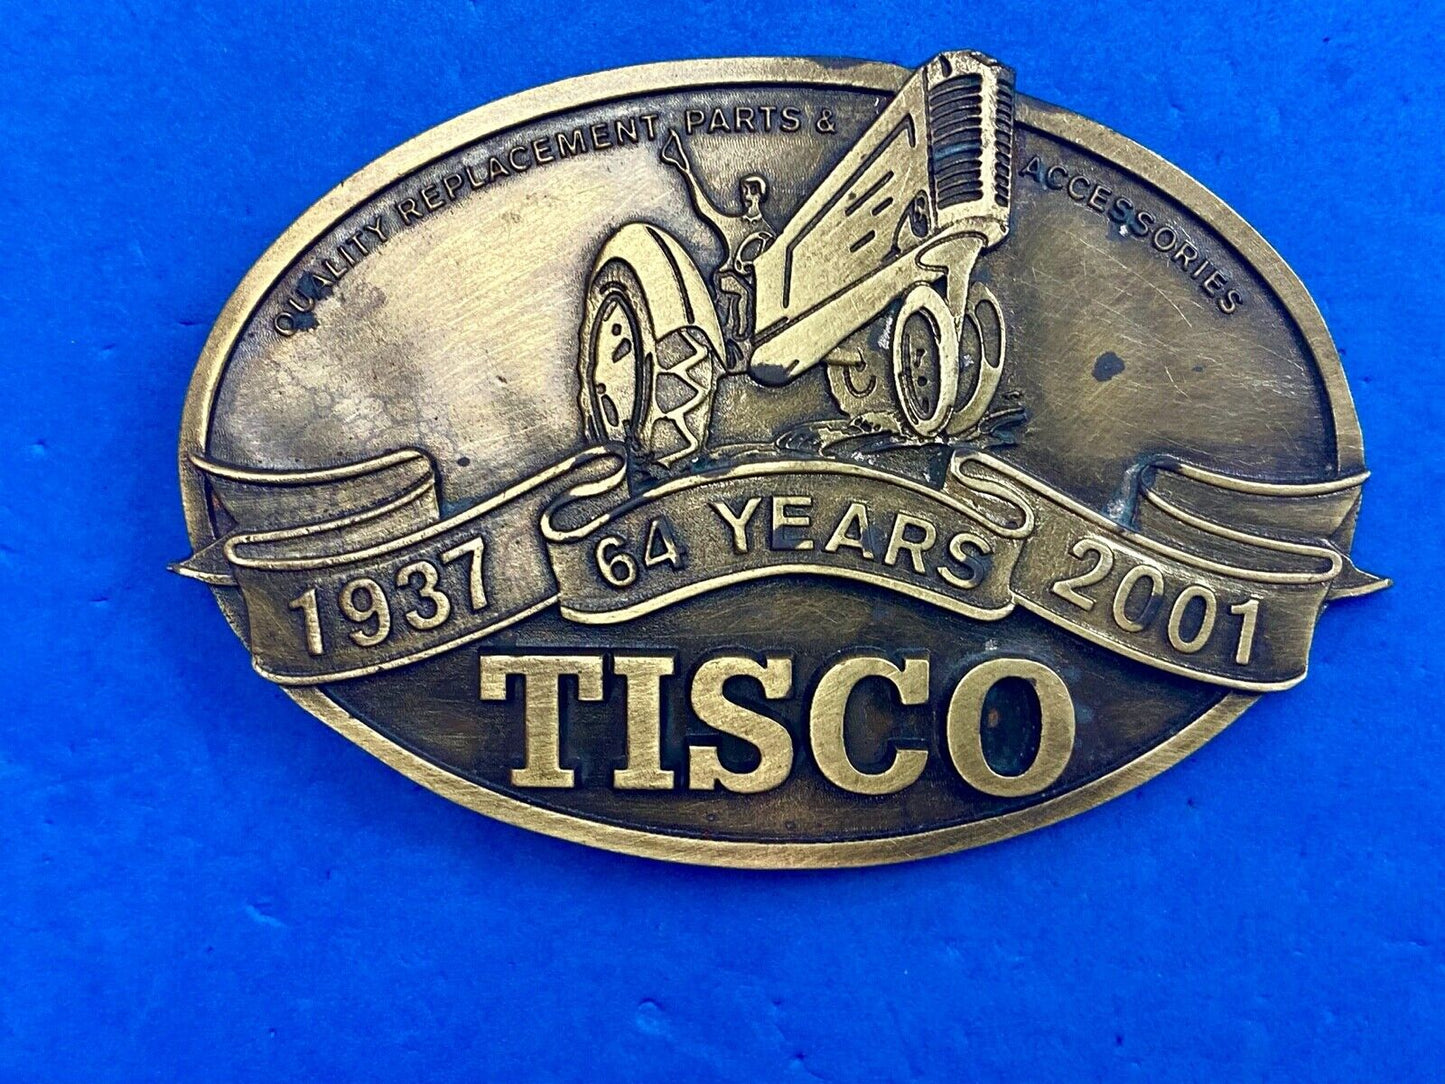 QUALITY REPLACEMENT PARTS & ACCESSORIES
1937 64 YEARS 2001
TISCO